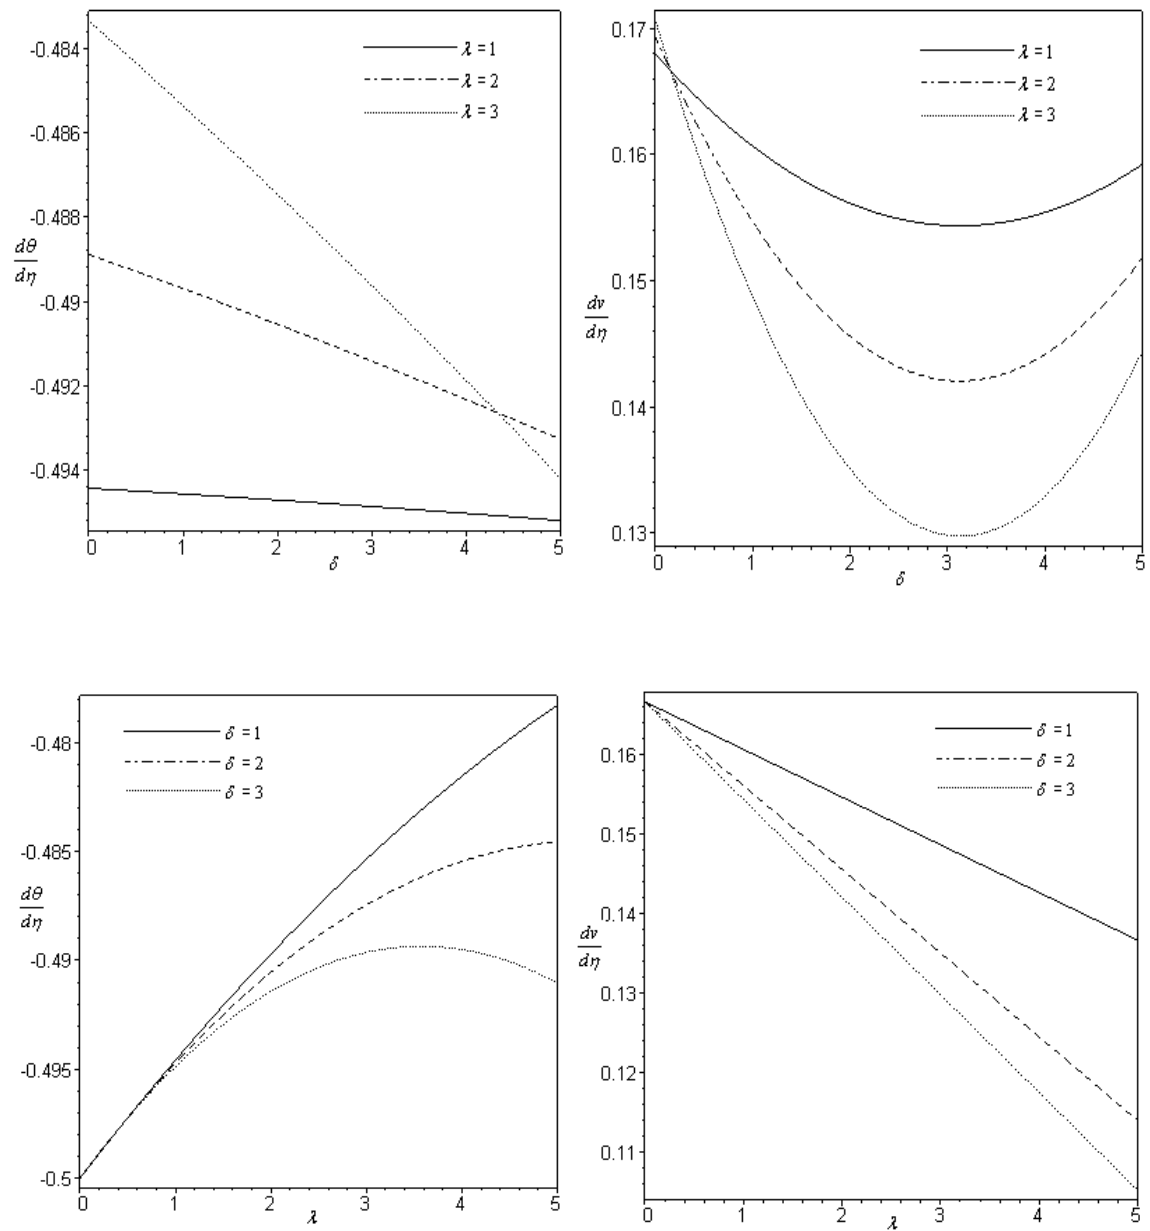 -0.484
-0.486
-0.488
-0.49
-0.492
-0.494
dθ
dη
λ = 1
λ = 2
λ = 3
0 1 2 3 4 5
δ
0.17
0.16
0.15
0.14
0.13
dv
dη
λ = 1
λ = 2
λ = 3
0 1 2 3 4 5
δ
-0.48
-0.485
-0.49
-0.495
-0.5
dθ
dη
δ = 1
δ = 2
δ = 3
0 1 2 3 4 5
λ
0.16
0.15
0.14
0.13
0.12
0.11
dv
dη
δ = 1
δ = 2
δ = 3
0 1 2 3 4 5
λ